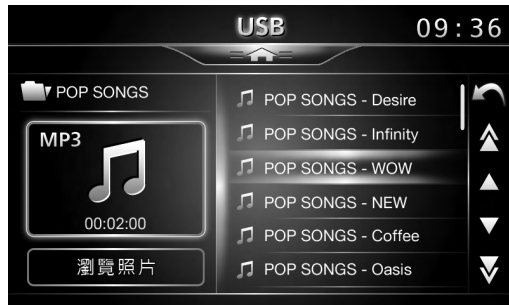 USB
09:36
POP SONGS
MP3
00:02:00
瀏覽照片
POP SONGS - Desire
POP SONGS - Infinity
POP SONGS - WOW
POP SONGS - NEW
POP SONGS - Coffee
POP SONGS - Oasis